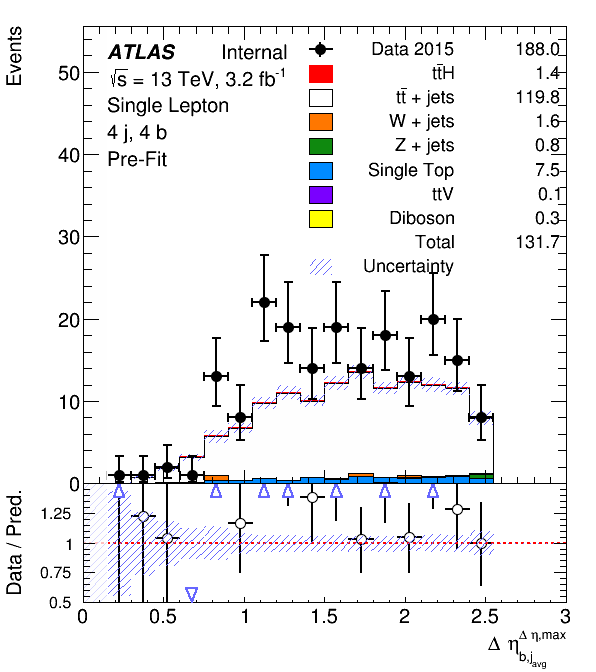 Events
ATLAS Internal
√s = 13 TeV, 3.2 fb⁻¹
Single Lepton
4 j, 4 b
Pre-Fit
Data 2015 188.0
tt̄H 1.4
tt̄ + jets 119.8
W + jets 1.6
Z + jets 0.8
Single Top 7.5
ttV 0.1
Diboson 0.3
Total 131.7
Uncertainty
50
40
30
20
10
0
Data / Pred.
1.25
1
0.75
0.5
0 0.5 1 1.5 2 2.5 3
Δ η_{b,j_{avg}}^{Δ η,max}